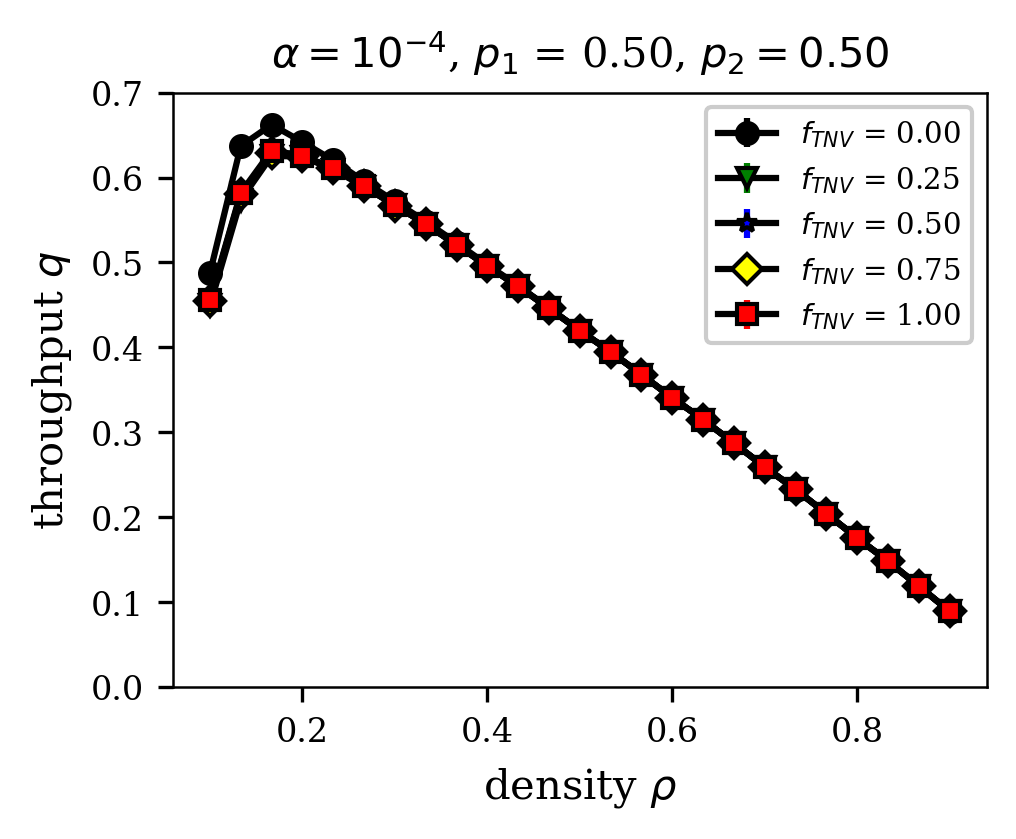 α = 10⁻⁴, p₁ = 0.50, p₂ = 0.50
0.7
0.6
0.5
0.4
0.3
0.2
0.1
0.0
throughput q
f_TNV = 0.00
f_TNV = 0.25
f_TNV = 0.50
f_TNV = 0.75
f_TNV = 1.00
0.2 0.4 0.6 0.8
density ρ